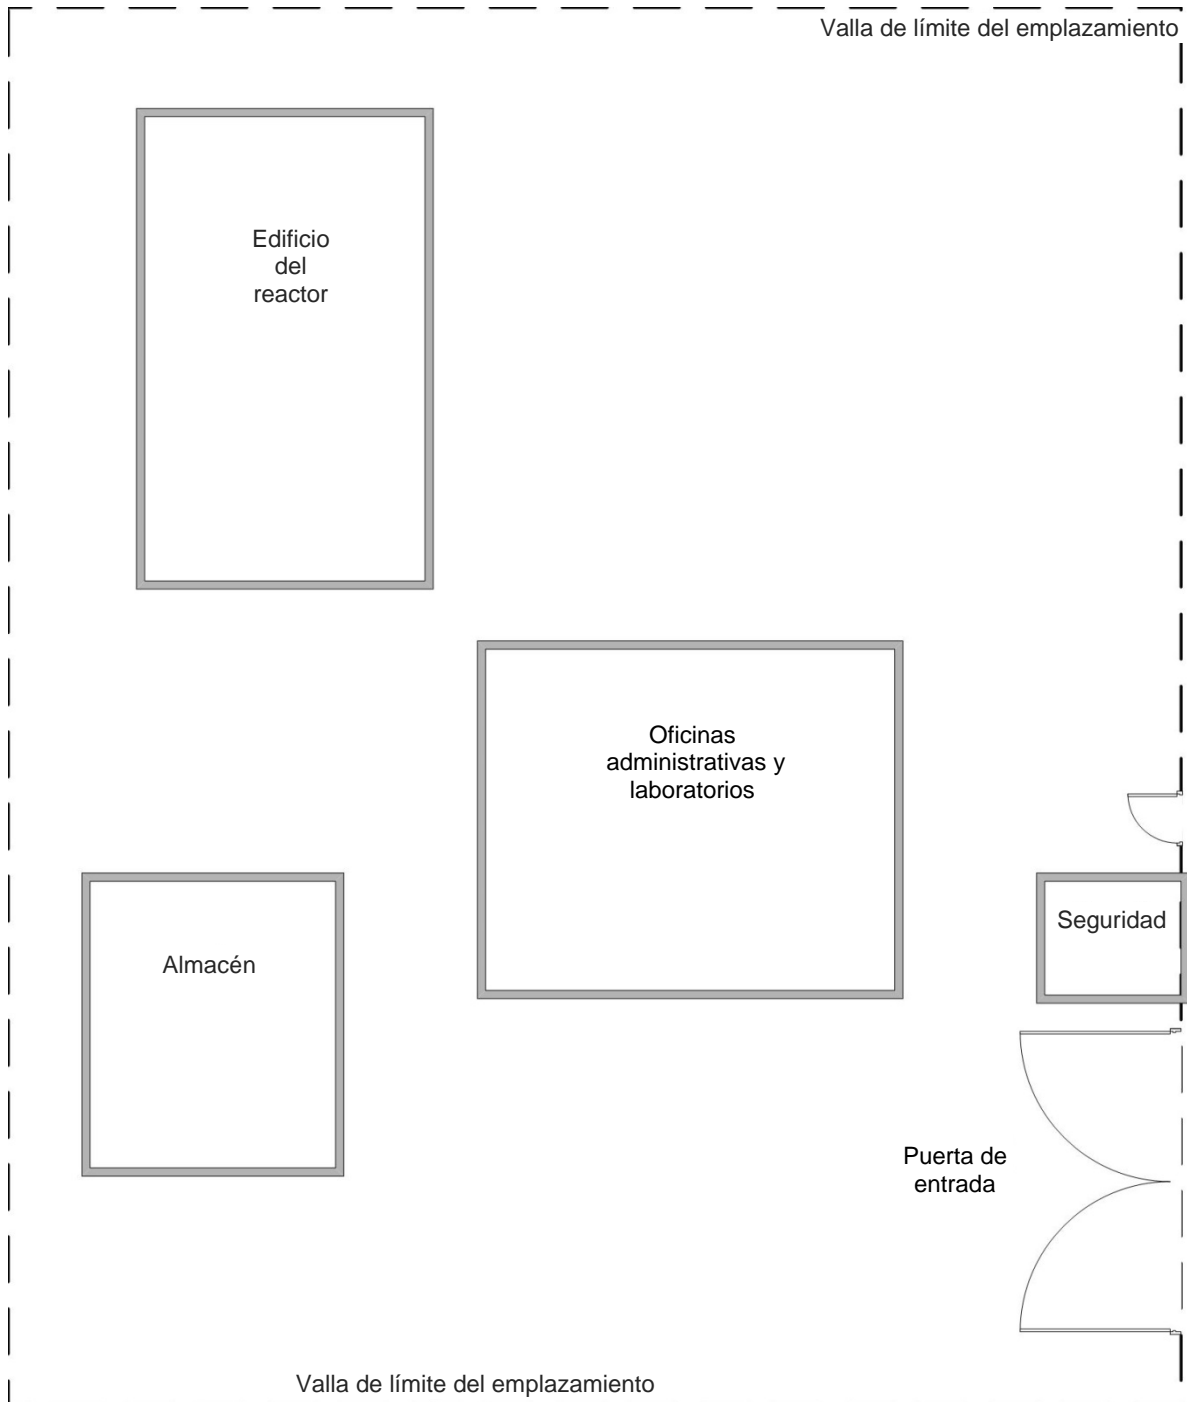 Valla de límite del emplazamiento
Edificio
del
reactor
Oficinas
administrativas y
laboratorios
Seguridad
Almacén
Puerta de
entrada
Valla de límite del emplazamiento